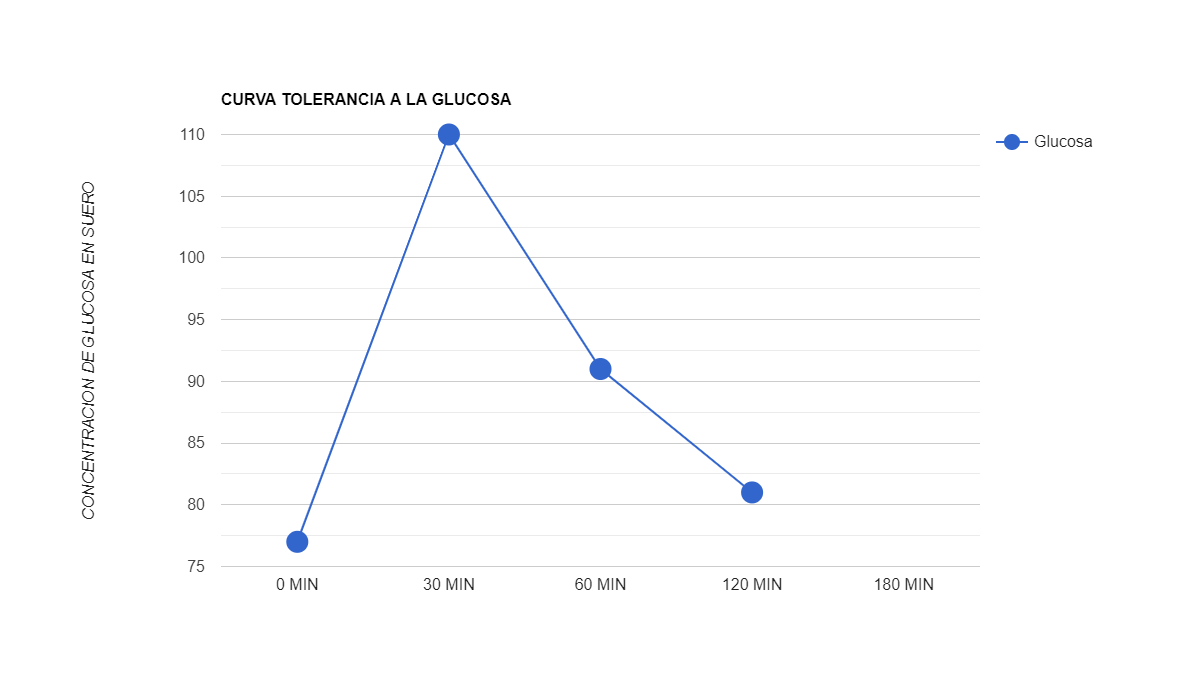 CURVA TOLERANCIA A LA GLUCOSA
CONCENTRACION DE GLUCOSA EN SUERO
110
105
100
95
90
85
80
75
0 MIN
30 MIN
60 MIN
120 MIN
180 MIN
Glucosa